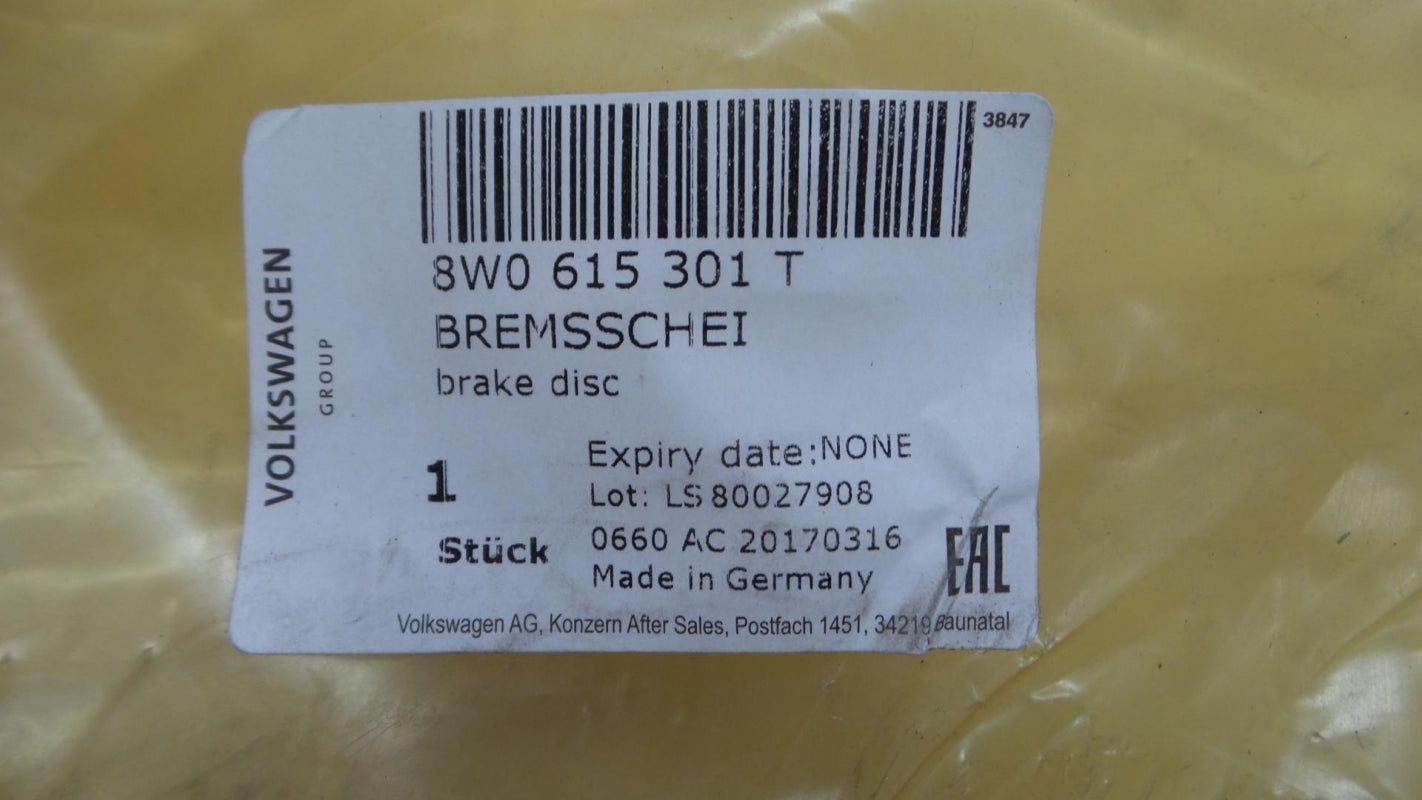 3847
VOLKSWAGEN
GROUP
8W0 615 301 T
BREMSSCHEI
brake disc
1
Stück
Expiry date:NONE
Lot: LS 80027908
0660 AC 20170316
Made in Germany
EAC
Volkswagen AG, Konzern After Sales, Postfach 1451, 34219 Baunatal